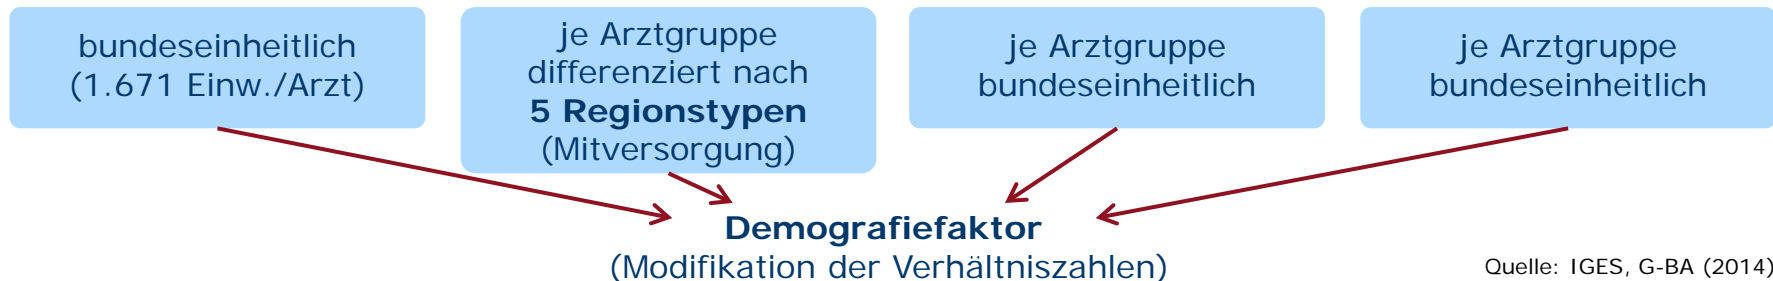 bundeseinheitlich
(1.671 Einw./Arzt)
je Arztgruppe
differenziert nach
5 Regionstypen
(Mitversorgung)
je Arztgruppe
bundeseinheitlich
je Arztgruppe
bundeseinheitlich
Demografiefaktor
(Modifikation der Verhältniszahlen)
Quelle: IGES, G-BA (2014)